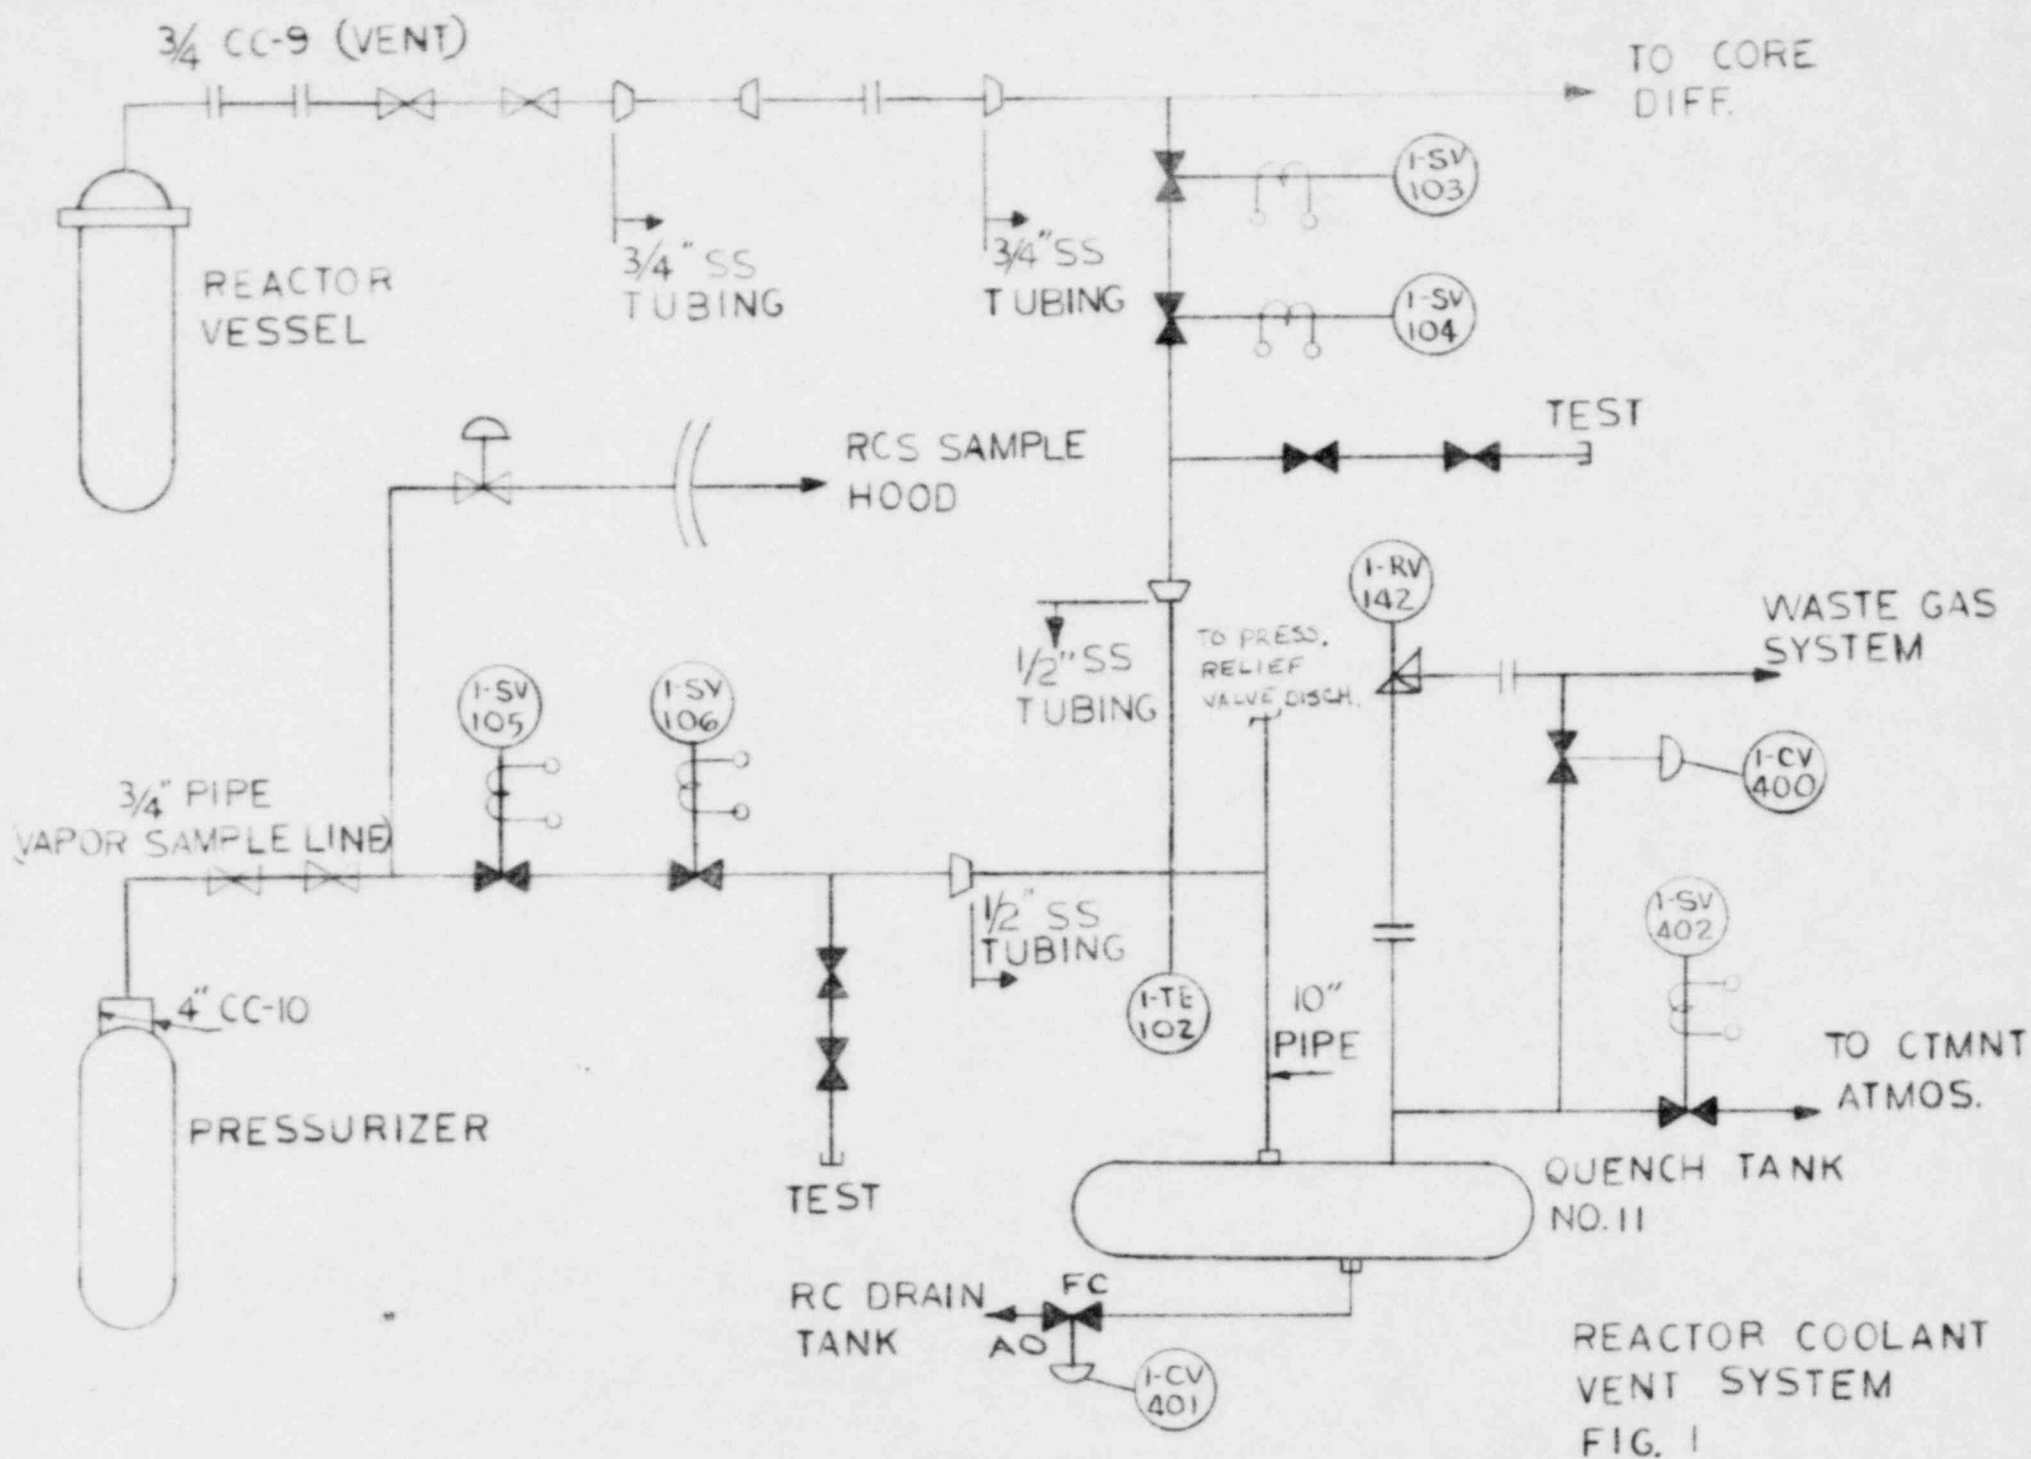 3/4 CC-9 (VENT)
TO CORE
DIFF.
1-SV
103
3/4" SS
TUBING
3/4" SS
TUBING
REACTOR
VESSEL
1-SV
104
TEST
RCS SAMPLE
HOOD
1-RV
142
WASTE GAS
SYSTEM
1/2" SS
TUBING
TO PRESS.
RELIEF
VALVE DISCH.
1-SV
105
1-SV
106
1-CV
400
3/4" PIPE
(VAPOR SAMPLE LINE)
1-SV
402
1/2" SS
TUBING
1-TE
102
10"
PIPE
4" CC-10
TO CTMNT
ATMOS.
PRESSURIZER
TEST
QUENCH TANK
NO. 11
RC DRAIN
TANK
FC
AO
1-CV
401
REACTOR COOLANT
VENT SYSTEM
FIG. 1